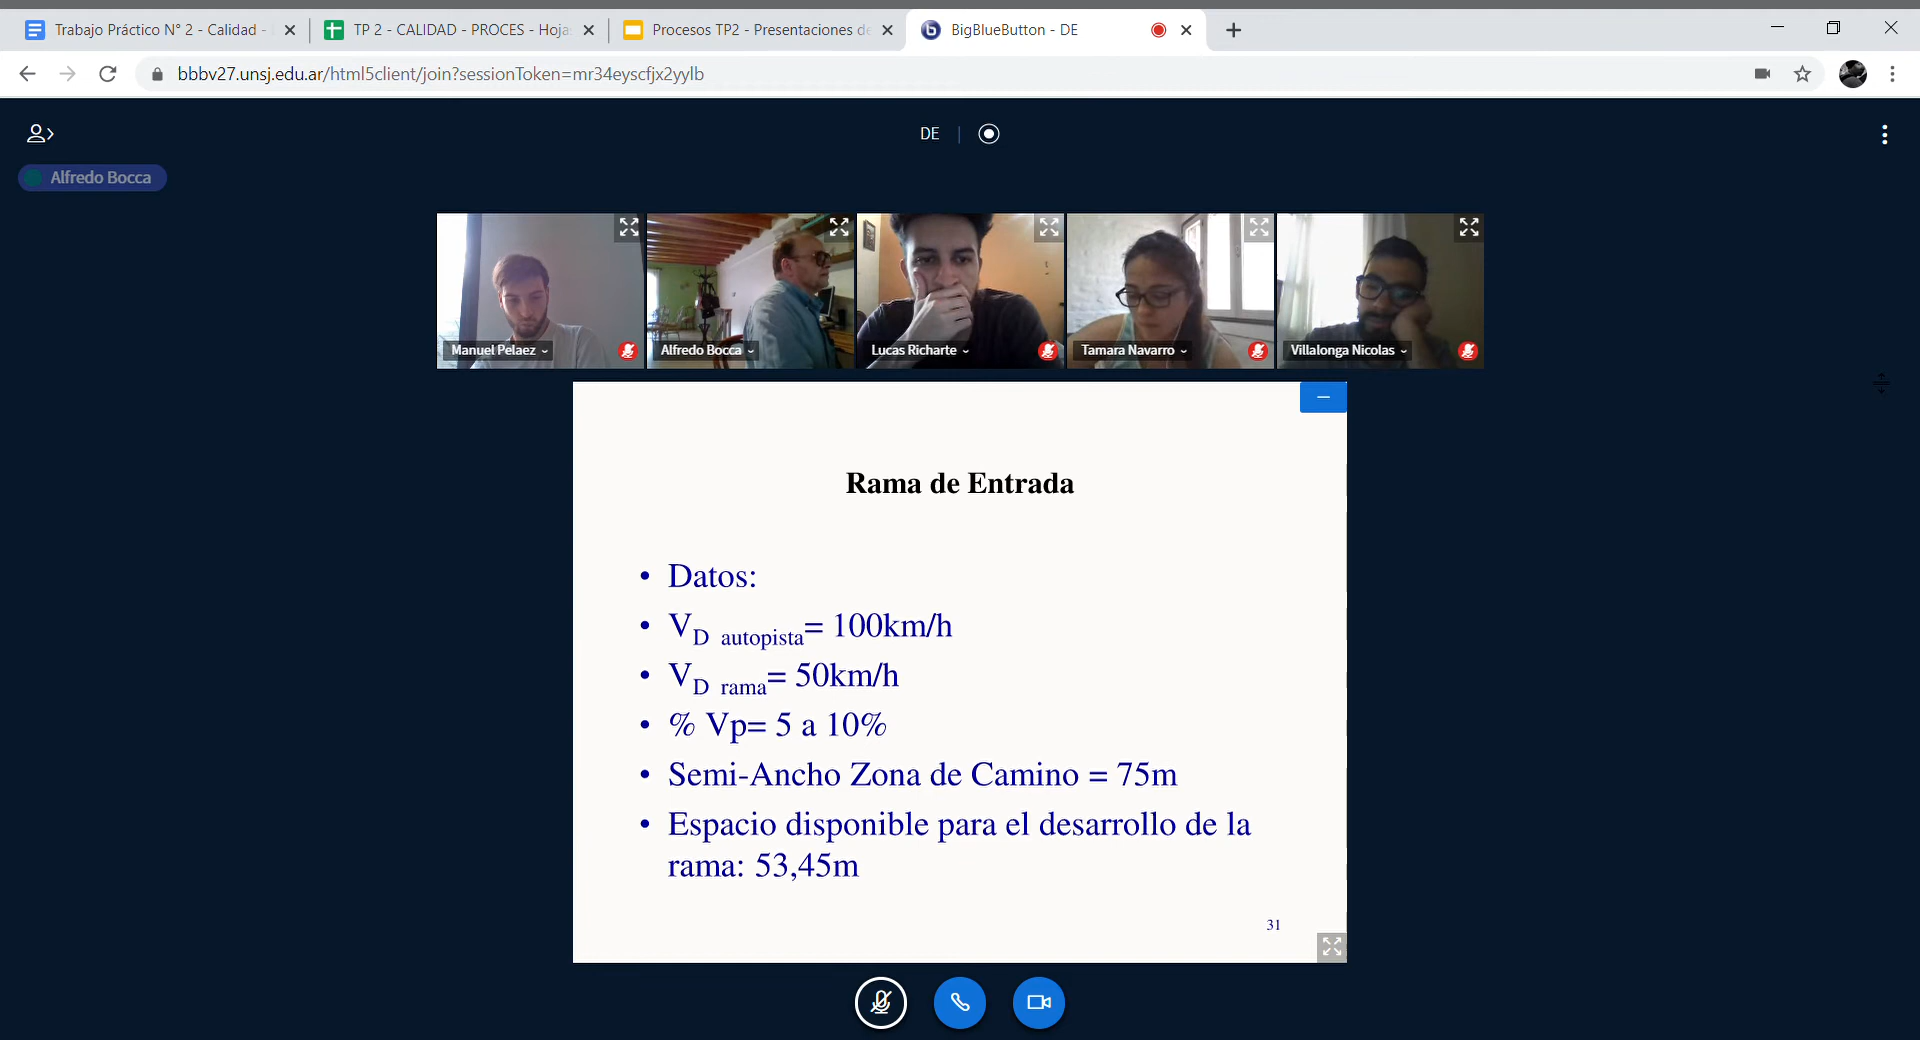 Trabajo Práctico N° 2 - Calidad -
TP 2 - CALIDAD - PROCES - Hoja
Procesos TP2 - Presentaciones de
BigBlueButton - DE
bbbv27.unsj.edu.ar/html5client/join?sessionToken=mr34eyscfjx2yylb
DE
Alfredo Bocca
Manuel Pelaez
Alfredo Bocca
Lucas Richarte
Tamara Navarro
Villalonga Nicolas
Rama de Entrada
• Datos:
• V_D autopista= 100km/h
• V_D rama= 50km/h
• % Vp= 5 a 10%
• Semi-Ancho Zona de Camino = 75m
• Espacio disponible para el desarrollo de la
rama: 53,45m
31